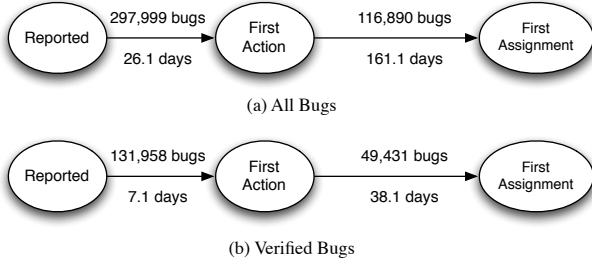 297,999 bugs
116,890 bugs
Reported
First
Action
First
Assignment
26.1 days
161.1 days
(a) All Bugs
131,958 bugs
49,431 bugs
Reported
First
Action
First
Assignment
7.1 days
38.1 days
(b) Verified Bugs